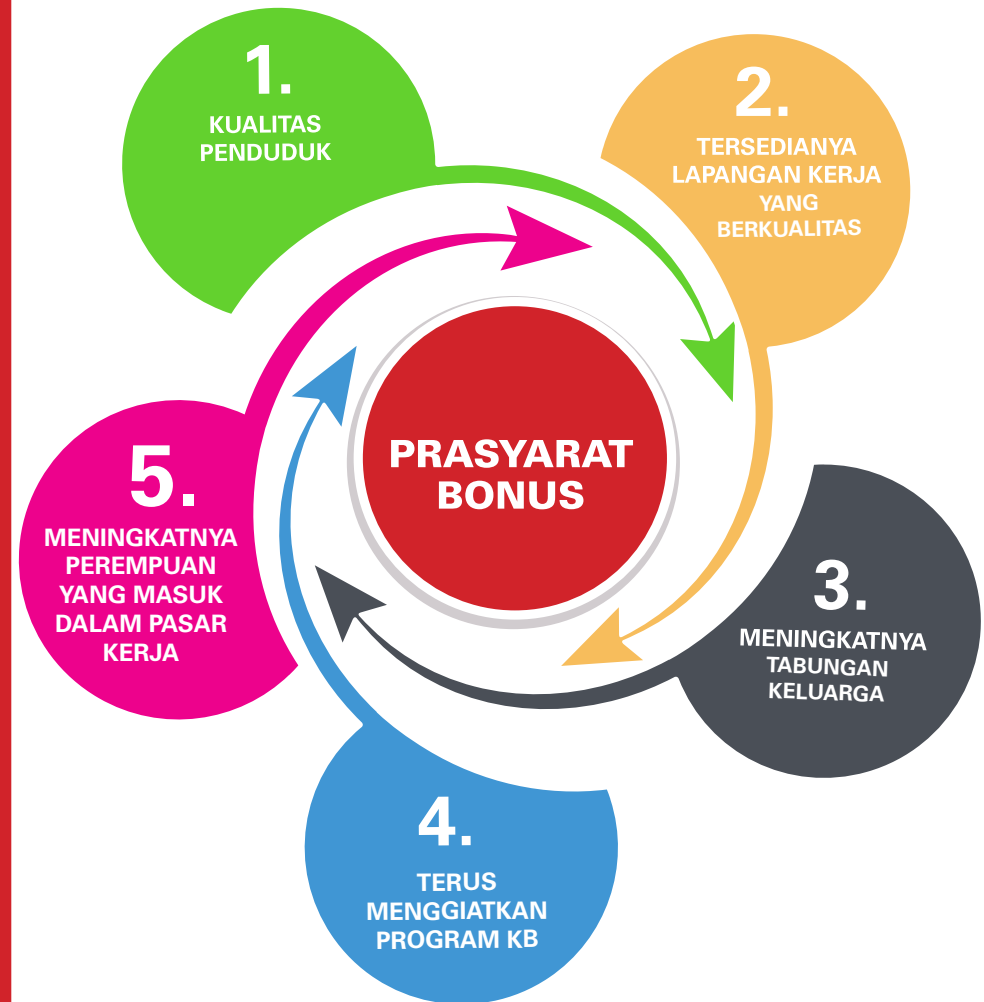 1.
KUALITAS
PENDUDUK
2.
TERSEDIANYA
LAPANGAN KERJA
YANG
BERKUALITAS
PRASYARAT
BONUS
3.
MENINGKATNYA
TABUNGAN
KELUARGA
4.
TERUS
MENGGIATKAN
PROGRAM KB
5.
MENINGKATNYA
PEREMPUAN
YANG MASUK
DALAM PASAR
KERJA